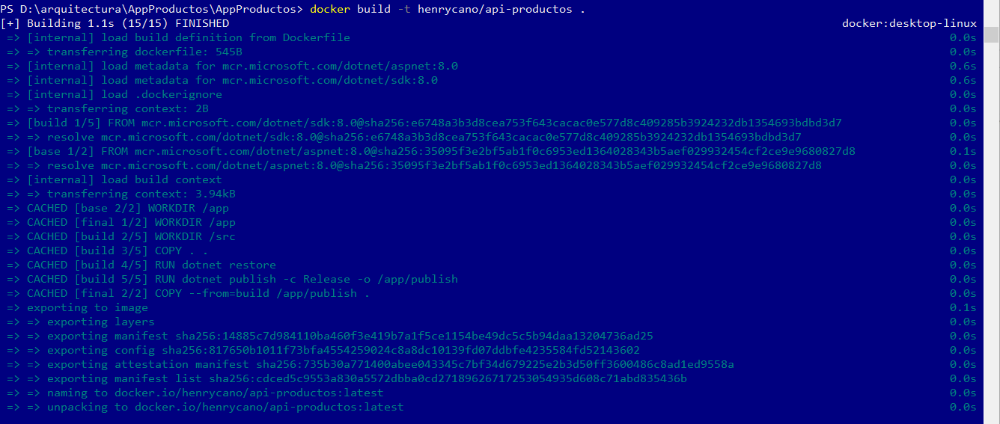 PS D:\arquitectura\AppProductos\AppProductos> docker build -t henrycano/api-productos .
[+] Building 1.1s (15/15) FINISHED docker:desktop-linux
=> [internal] load build definition from Dockerfile 0.0s
=> => transferring dockerfile: 545B 0.0s
=> [internal] load metadata for mcr.microsoft.com/dotnet/aspnet:8.0 0.6s
=> [internal] load metadata for mcr.microsoft.com/dotnet/sdk:8.0 0.6s
=> [internal] load .dockerignore 0.0s
=> => transferring context: 2B 0.0s
=> [build 1/5] FROM mcr.microsoft.com/dotnet/sdk:8.0@sha256:e6748a3b3d8cea753f643cacac0e577d8c409285b3924232db1354693bdbd3d7 0.0s
=> => resolve mcr.microsoft.com/dotnet/sdk:8.0@sha256:e6748a3b3d8cea753f643cacac0e577d8c409285b3924232db1354693bdbd3d7 0.0s
=> [base 1/2] FROM mcr.microsoft.com/dotnet/aspnet:8.0@sha256:35095f3e2bf5ab1f0c6953ed1364028343b5aef029932454cf2ce9e9680827d8 0.1s
=> => resolve mcr.microsoft.com/dotnet/aspnet:8.0@sha256:35095f3e2bf5ab1f0c6953ed1364028343b5aef029932454cf2ce9e9680827d8 0.0s
=> [internal] load build context 0.0s
=> => transferring context: 3.94kB 0.0s
=> CACHED [base 2/2] WORKDIR /app 0.0s
=> CACHED [final 1/2] WORKDIR /app 0.0s
=> CACHED [build 2/5] WORKDIR /src 0.0s
=> CACHED [build 3/5] COPY . . 0.0s
=> CACHED [build 4/5] RUN dotnet restore 0.0s
=> CACHED [build 5/5] RUN dotnet publish -c Release -o /app/publish 0.0s
=> CACHED [final 2/2] COPY --from=build /app/publish . 0.0s
=> exporting to image 0.1s
=> => exporting layers 0.0s
=> => exporting manifest sha256:14885c7d984110ba460f3e419b7a1f5ce1154be49dc5c5b94daa13204736ad25 0.0s
=> => exporting config sha256:817650b1011f73bfa4554259024c8a8dc10139fd07ddbfe4235584fd52143602 0.0s
=> => exporting attestation manifest sha256:735b30a771400abee043345c7bf34d679225e2b3d50ff3600486c8ad1ed9558a 0.0s
=> => exporting manifest list sha256:cdced5c9553a830a5572dbba0cd27189626717253054935d608c71abd835436b 0.0s
=> => naming to docker.io/henrycano/api-productos:latest 0.0s
=> => unpacking to docker.io/henrycano/api-productos:latest 0.0s